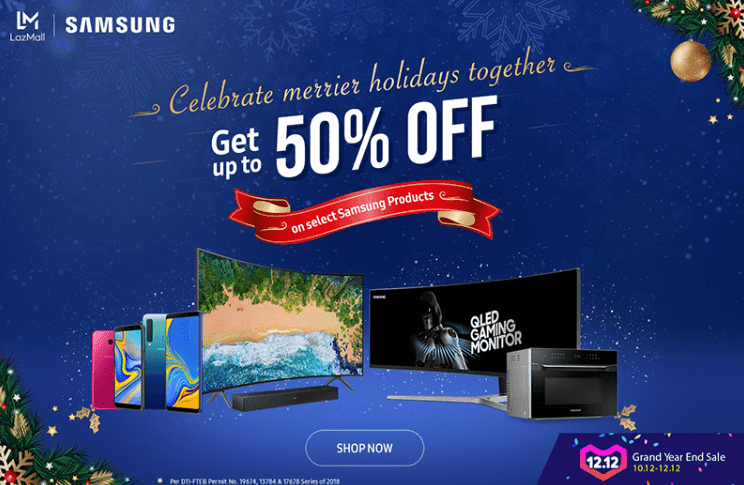 LM
LazMall
SAMSUNG
Celebrate merrier holidays together
Get
up to
50% OFF
on select Samsung Products
SAMSUNG
QLED
GAMING
MONITOR
SHOP NOW
12.12
Grand Year End Sale
10.12-12.12
Per DTI-FTEB Permit No. 19674, 13784 & 17678 Series of 2018